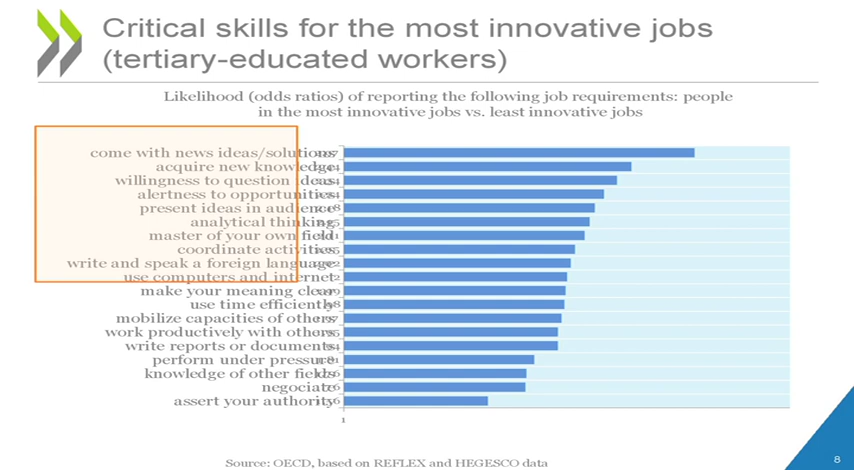 Critical skills for the most innovative jobs
(tertiary-educated workers)
Likelihood (odds ratios) of reporting the following job requirements: people
in the most innovative jobs vs. least innovative jobs
come with news ideas/solutions
acquire new knowledge
willingness to question ideas
alertness to opportunities
present ideas in audience
analytical thinking
master of your own field
coordinate activities
write and speak a foreign language
use computers and internet
make your meaning clear
use time efficiently
mobilize capacities of others
work productively with others
write reports or documents
perform under pressure
knowledge of other fields
negociate
assert your authority
1
Source: OECD, based on REFLEX and HEGESCO data
8